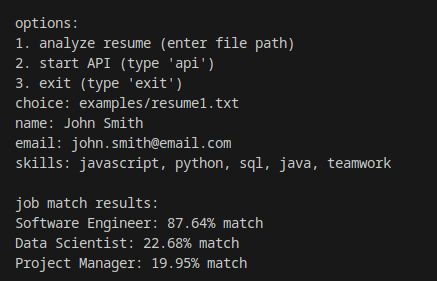 options:
1. analyze resume (enter file path)
2. start API (type 'api')
3. exit (type 'exit')
choice: examples/resume1.txt
name: John Smith
email: john.smith@email.com
skills: javascript, python, sql, java, teamwork

job match results:
Software Engineer: 87.64% match
Data Scientist: 22.68% match
Project Manager: 19.95% match